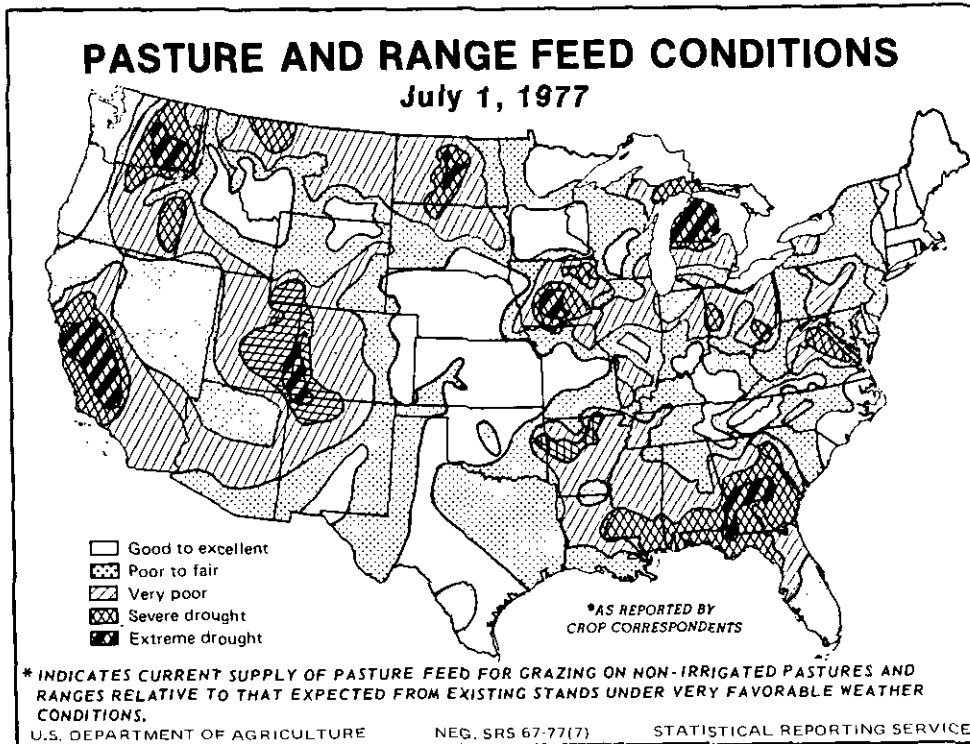 PASTURE AND RANGE FEED CONDITIONS
July 1, 1977
Good to excellent
Poor to fair
Very poor
Severe drought
Extreme drought
*AS REPORTED BY
CROP CORRESPONDENTS
* INDICATES CURRENT SUPPLY OF PASTURE FEED FOR GRAZING ON NON-IRRIGATED PASTURES AND
RANGES RELATIVE TO THAT EXPECTED FROM EXISTING STANDS UNDER VERY FAVORABLE WEATHER
CONDITIONS.
U.S. DEPARTMENT OF AGRICULTURE NEG. SRS 67-77(7) STATISTICAL REPORTING SERVICE